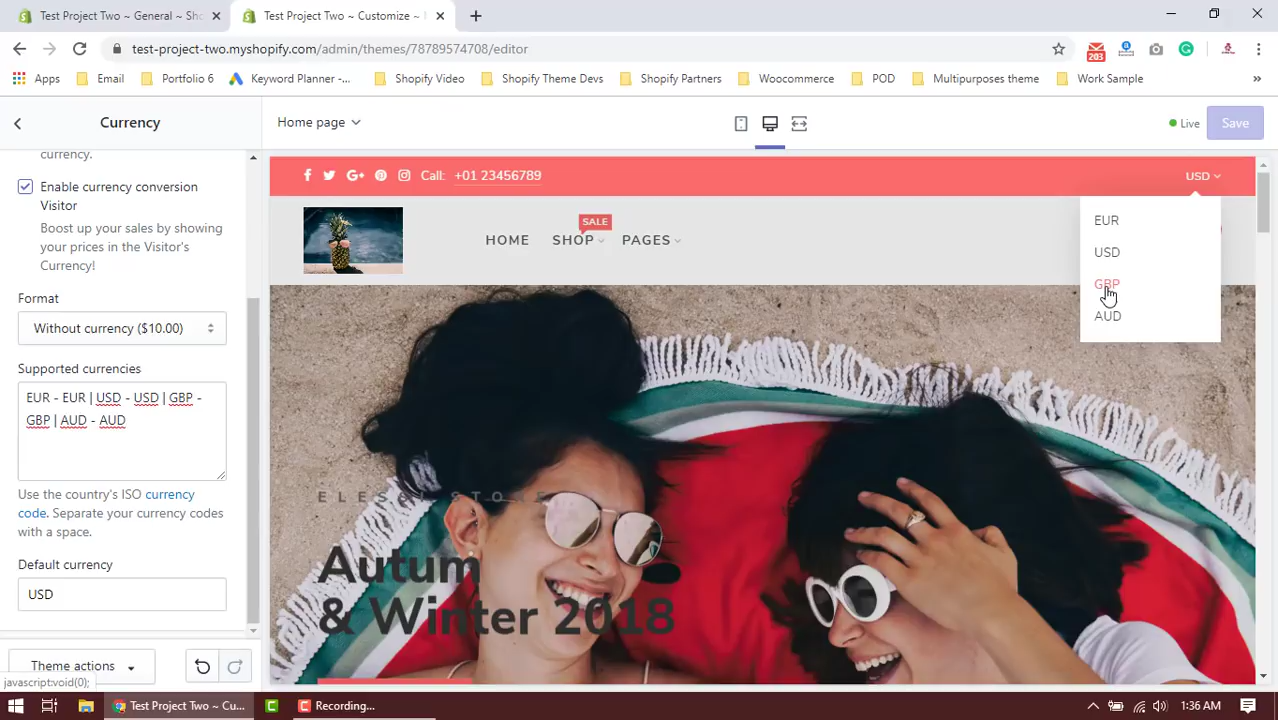 Test Project Two ~ General ~ Sho
Test Project Two ~ Customize ~
test-project-two.myshopify.com/admin/themes/78789574708/editor
203
Apps
Email
Portfolio 6
Keyword Planner -...
Shopify Video
Shopify Theme Devs
Shopify Partners
Woocommerce
POD
Multipurposes theme
Work Sample
»
Currency
Home page
Live
Save
currency.
Enable currency conversion
Visitor
Boost up your sales by showing
your prices in the Visitor's
Currency!
Format
Without currency ($10.00)
Supported currencies
EUR - EUR | USD - USD | GBP -
GBP | AUD - AUD
Use the country's ISO currency
code. Separate your currency codes
with a space.
Default currency
USD
Theme actions
javascript:void(0);
Call: +01 23456789
USD
EUR
USD
GBP
AUD
SALE
HOME
SHOP
PAGES
ELESSI STORE
Autum
& Winter 2018
Test Project Two ~ Cu...
Recording...
1:36 AM